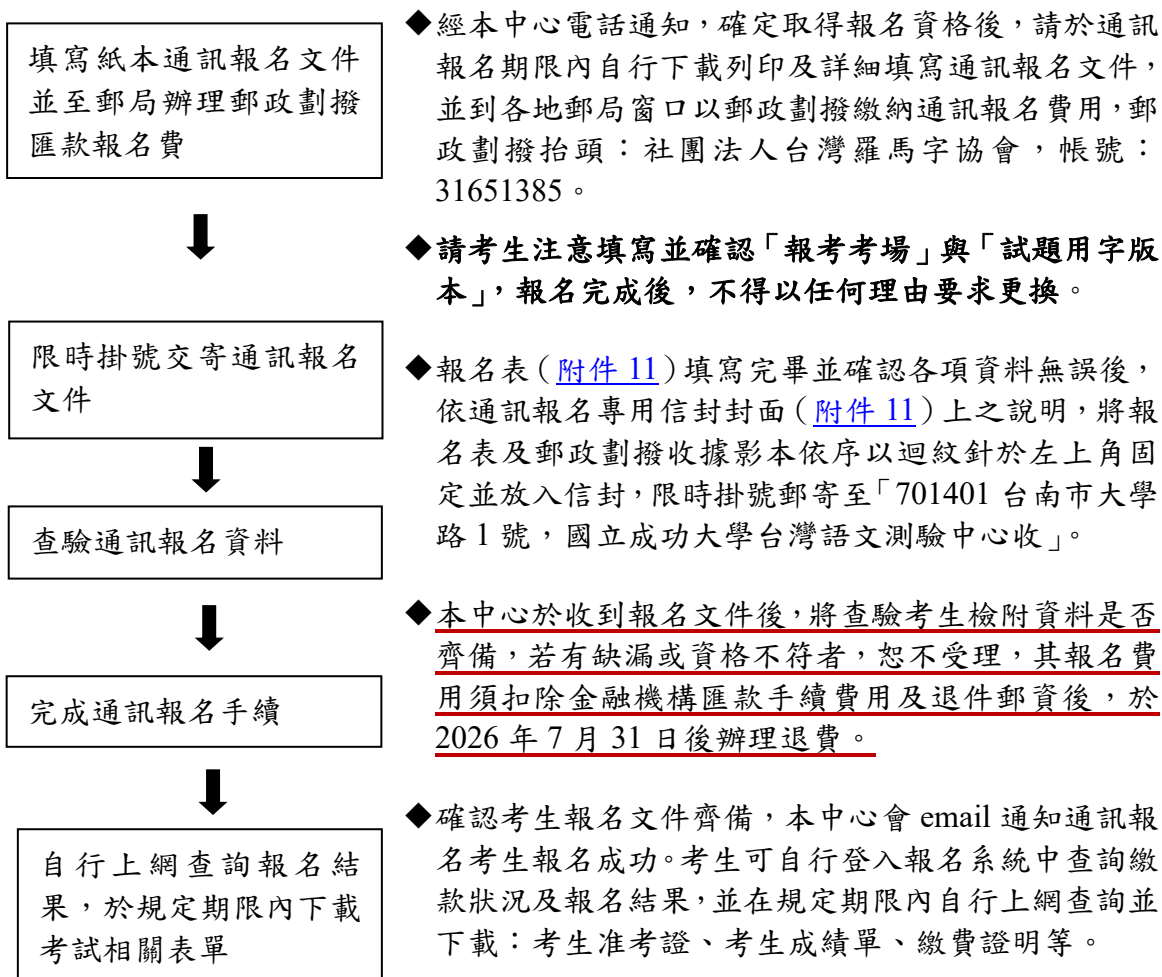 填寫紙本通訊報名文件
並至郵局辦理郵政劃撥
匯款報名費
◆經本中心電話通知，確定取得報名資格後，請於通訊
報名期限內自行下載列印及詳細填寫通訊報名文件，
並到各地郵局窗口以郵政劃撥繳納通訊報名費用，郵
政劃撥抬頭：社團法人台灣羅馬字協會，帳號：
31651385。
◆請考生注意填寫並確認「報考考場」與「試題用字版
本」，報名完成後，不得以任何理由要求更換。
限時掛號交寄通訊報名
文件
◆報名表（附件 11）填寫完畢並確認各項資料無誤後，
依通訊報名專用信封封面（附件 11）上之說明，將報
名表及郵政劃撥收據影本依序以迴紋針於左上角固
定並放入信封，限時掛號郵寄至「701401 台南市大學
路 1 號，國立成功大學台灣語文測驗中心收」。
查驗通訊報名資料
◆本中心於收到報名文件後，將查驗考生檢附資料是否
齊備，若有缺漏或資格不符者，恕不受理，其報名費
用須扣除金融機構匯款手續費用及退件郵資後，於
2026 年 7 月 31 日後辦理退費。
完成通訊報名手續
◆確認考生報名文件齊備，本中心會 email 通知通訊報
名考生報名成功。考生可自行登入報名系統中查詢繳
款狀況及報名結果，並在規定期限內自行上網查詢並
下載：考生准考證、考生成績單、繳費證明等。
自行上網查詢報名結
果，於規定期限內下載
考試相關表單